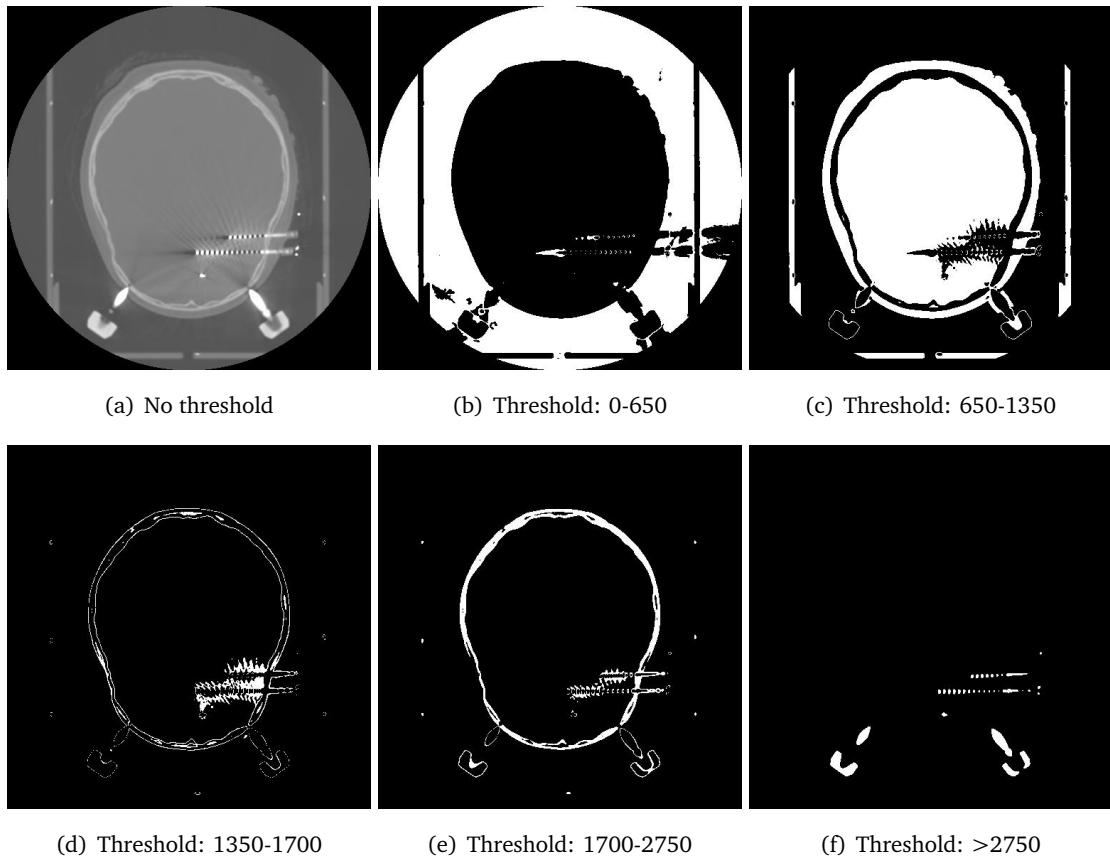 (a) No threshold
(b) Threshold: 0-650
(c) Threshold: 650-1350
(d) Threshold: 1350-1700
(e) Threshold: 1700-2750
(f) Threshold: >2750